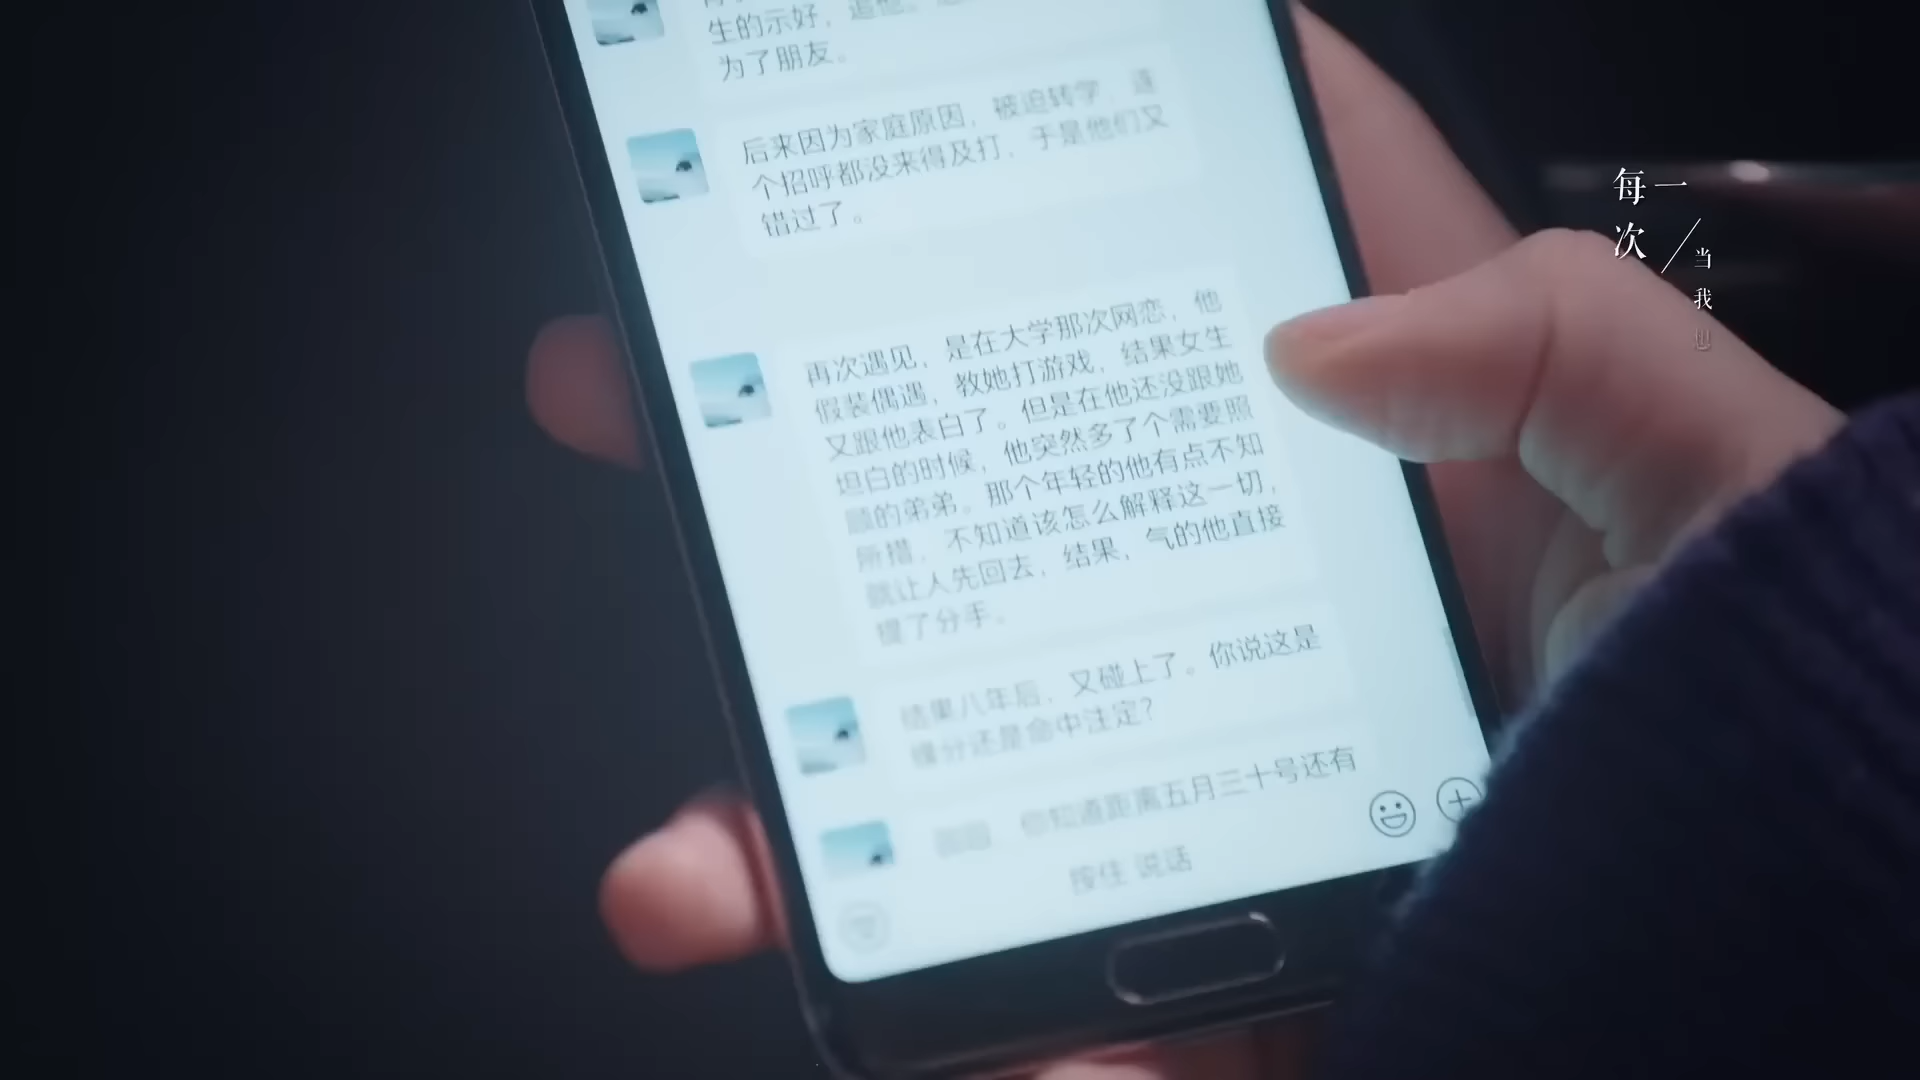 生的示好，追他。
为了朋友。
后来因为家庭原因，被迫转学，连
个招呼都没来得及打，于是他们又
错过了。
再次遇见，是在大学那次网恋，他
假装偶遇，教她打游戏，结果女生
又跟他表白了。但是在他还没跟她
坦白的时候，他突然多了个需要照
顾的弟弟。那个年轻的他有点不知
所措，不知道该怎么解释这一切，
就让人先回去，结果，气的他直接
提了分手。
结果八年后，又碰上了。你说这是
缘分还是命中注定？
你知道距离五月三十号还有
按住 说话
每一
次
当
我